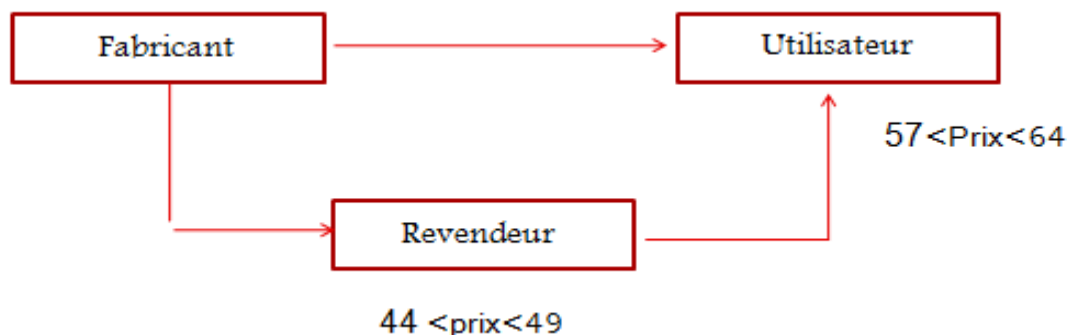 Fabricant
Utilisateur
57<Prix<64
Revendeur
44 <prix<49